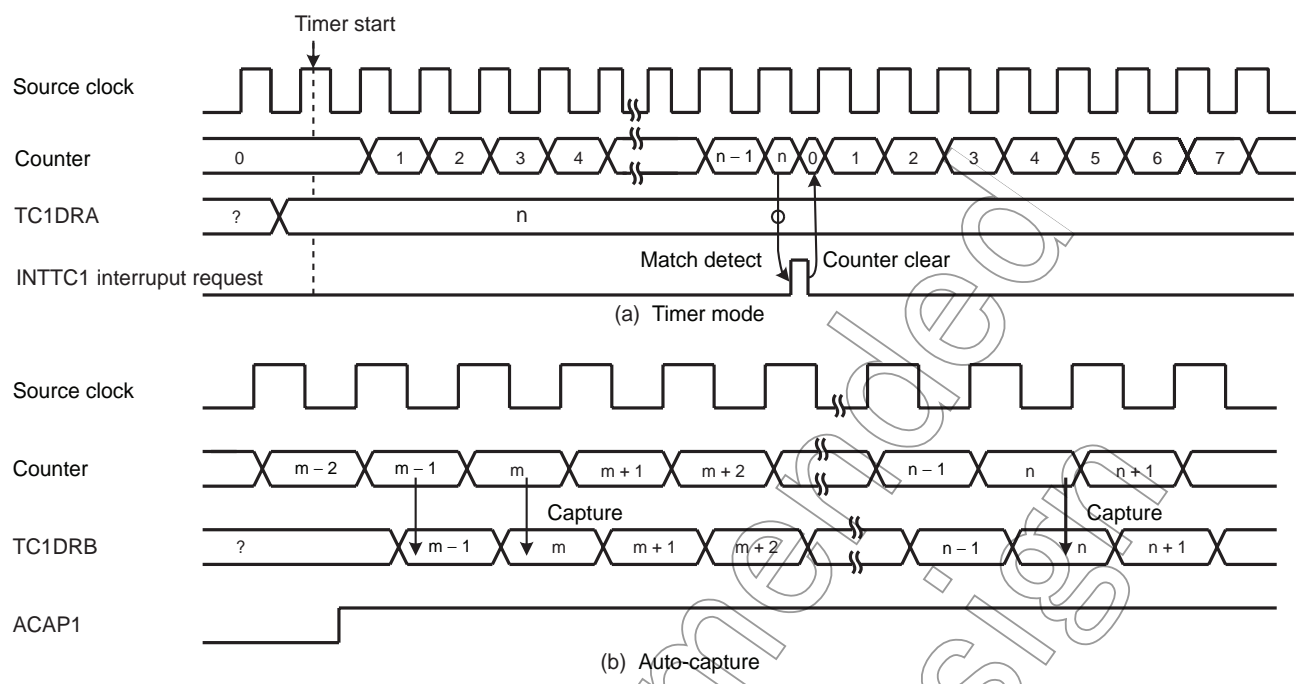 Timer start
Source clock
Counter 0 1 2 3 4 n – 1 n 0 1 2 3 4 5 6 7
TC1DRA ? n
INTTC1 interruput request Match detect Counter clear
(a) Timer mode
Source clock
Counter m – 2 m – 1 m m + 1 m + 2 n – 1 n n + 1
Capture Capture
TC1DRB ? m – 1 m m + 1 m + 2 n – 1 n n + 1
ACAP1
(b) Auto-capture